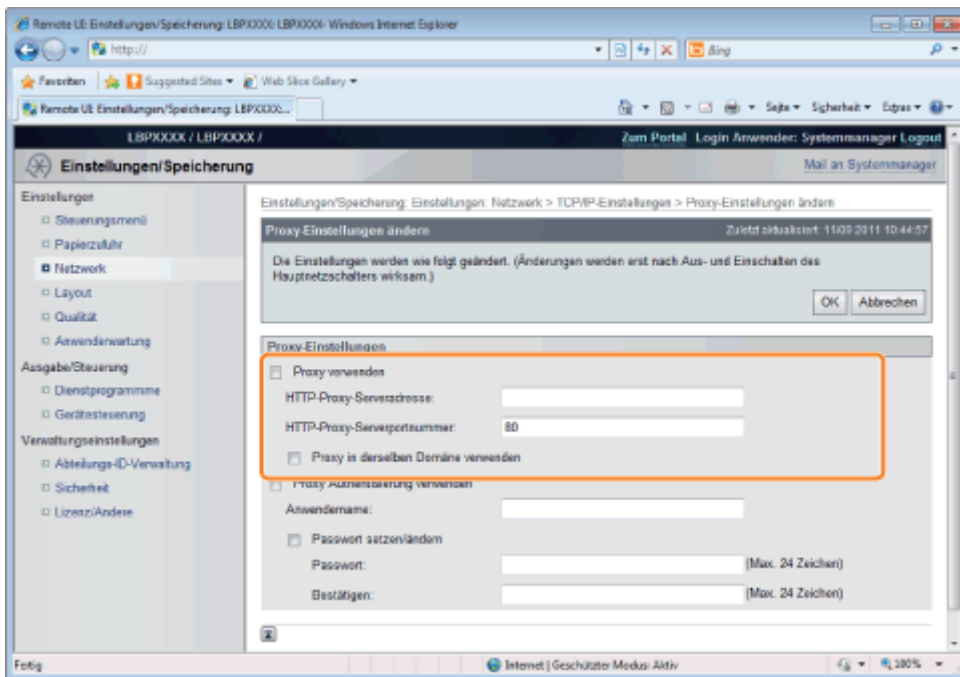 Remote UI: Einstellungen/Speicherung: LBPXXXX: LBPXXXX- Windows Internet Explorer
http://
Bing
Favoriten Suggested Sites Web Slice Gallery
Remote UI: Einstellungen/Speicherung: LBPXXXX:...
Seite Sicherheit Extras
LBPXXXX / LBPXXXX /
Zum Portal Login Anwender: Systemmanager Logout
Einstellungen/Speicherung
Mail an Systemmanager
Einstellungen
Steuerungsmenü
Papierzufuhr
Netzwerk
Layout
Qualität
Anwenderwartung
Ausgabe/Steuerung
Dienstprogramme
Gerätesteuerung
Verwaltungseinstellungen
Abteilungs-ID-Verwaltung
Sicherheit
Lizenz/Andere
Einstellungen/Speicherung: Einstellungen: Netzwerk > TCP/IP-Einstellungen > Proxy-Einstellungen ändern
Proxy-Einstellungen ändern
Zuletzt aktualisiert: 11/09 2011 10:44:57
Die Einstellungen werden wie folgt geändert. (Änderungen werden erst nach Aus- und Einschalten des
Hauptnetzschalters wirksam.)
OK Abbrechen
Proxy-Einstellungen
Proxy verwenden
HTTP-Proxy-Serveradresse:
HTTP-Proxy-Serverportnummer: 80
Proxy in derselben Domäne verwenden
Proxy Authentisierung verwenden
Anwendername:
Passwort setzen/ändern
Passwort: (Max. 24 Zeichen)
Bestätigen: (Max. 24 Zeichen)
Fertig
Internet | Geschützter Modus: Aktiv
100%